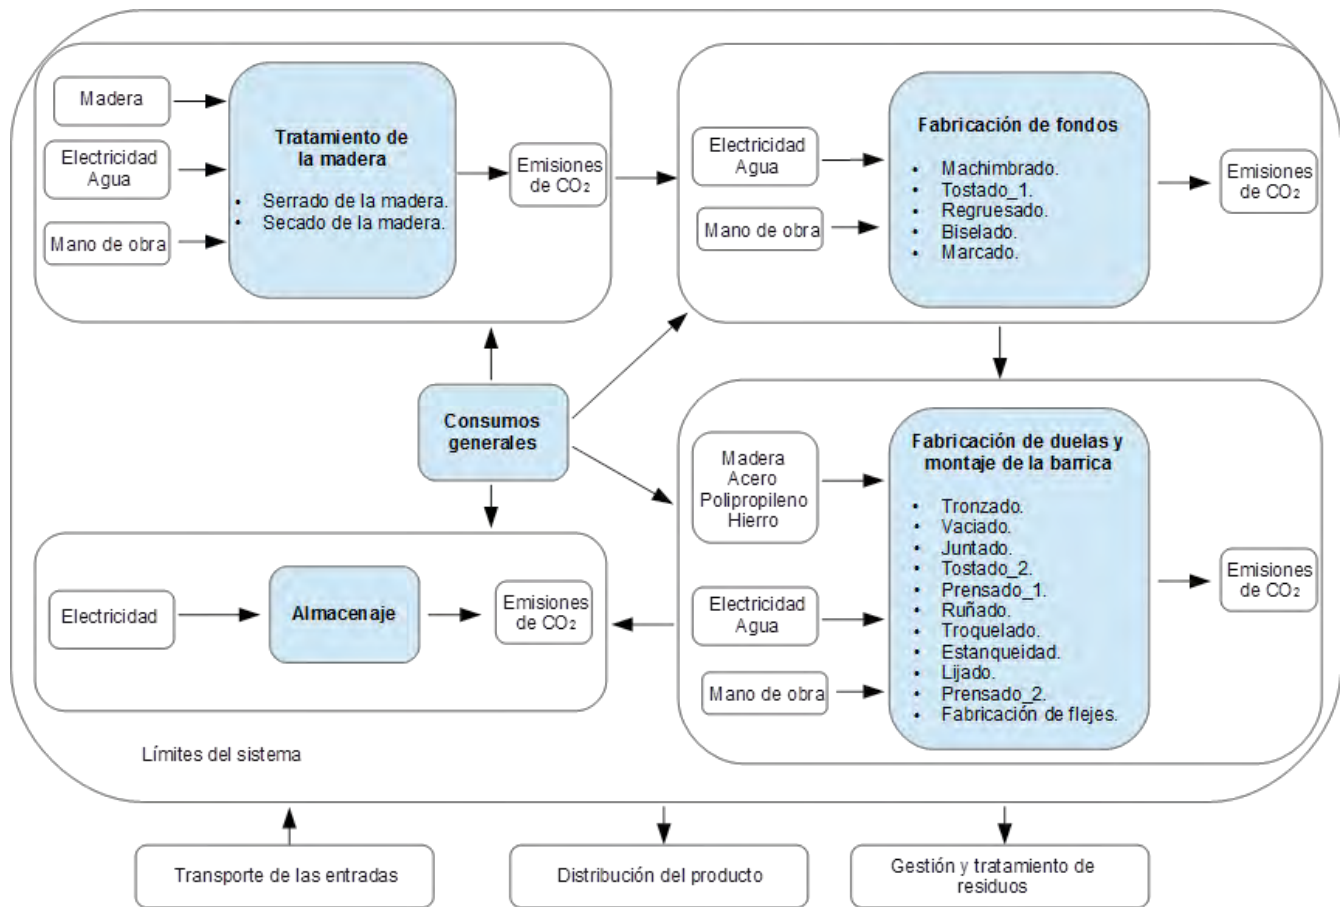 Madera
Electricidad
Agua
Mano de obra
Tratamiento de
la madera
• Serrado de la madera.
• Secado de la madera.
Emisiones
de CO₂
Electricidad
Agua
Mano de obra
Fabricación de fondos
• Machimbrado.
• Tostado_1.
• Regruesado.
• Biselado.
• Marcado.
Emisiones
de CO₂
Consumos
generales
Madera
Acero
Polipropileno
Hierro
Electricidad
Agua
Mano de obra
Fabricación de duelas y
montaje de la barrica
• Tronzado.
• Vaciado.
• Juntado.
• Tostado_2.
• Prensado_1.
• Ruñado.
• Troquelado.
• Estanqueidad.
• Lijado.
• Prensado_2.
• Fabricación de flejes.
Emisiones
de CO₂
Electricidad
Almacenaje
Emisiones
de CO₂
Límites del sistema
Transporte de las entradas
Distribución del producto
Gestión y tratamiento de
residuos